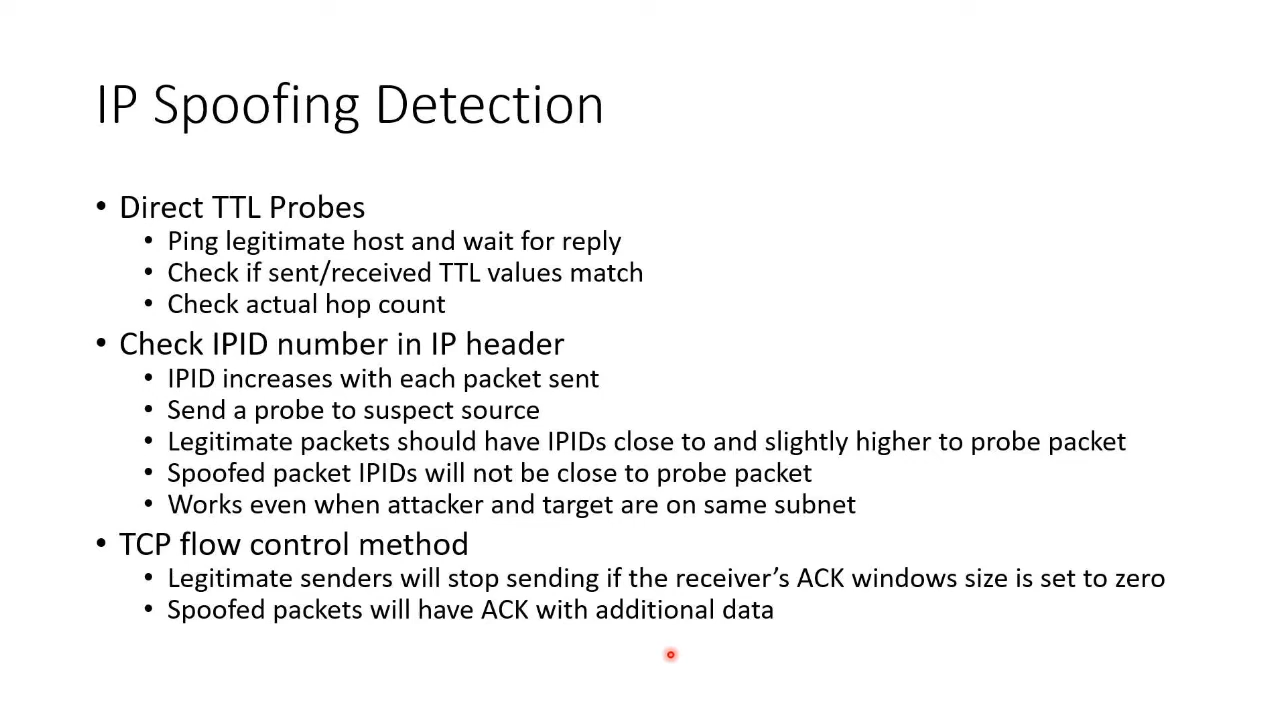 IP Spoofing Detection
• Direct TTL Probes
• Ping legitimate host and wait for reply
• Check if sent/received TTL values match
• Check actual hop count
• Check IPID number in IP header
• IPID increases with each packet sent
• Send a probe to suspect source
• Legitimate packets should have IPIDs close to and slightly higher to probe packet
• Spoofed packet IPIDs will not be close to probe packet
• Works even when attacker and target are on same subnet
• TCP flow control method
• Legitimate senders will stop sending if the receiver’s ACK windows size is set to zero
• Spoofed packets will have ACK with additional data